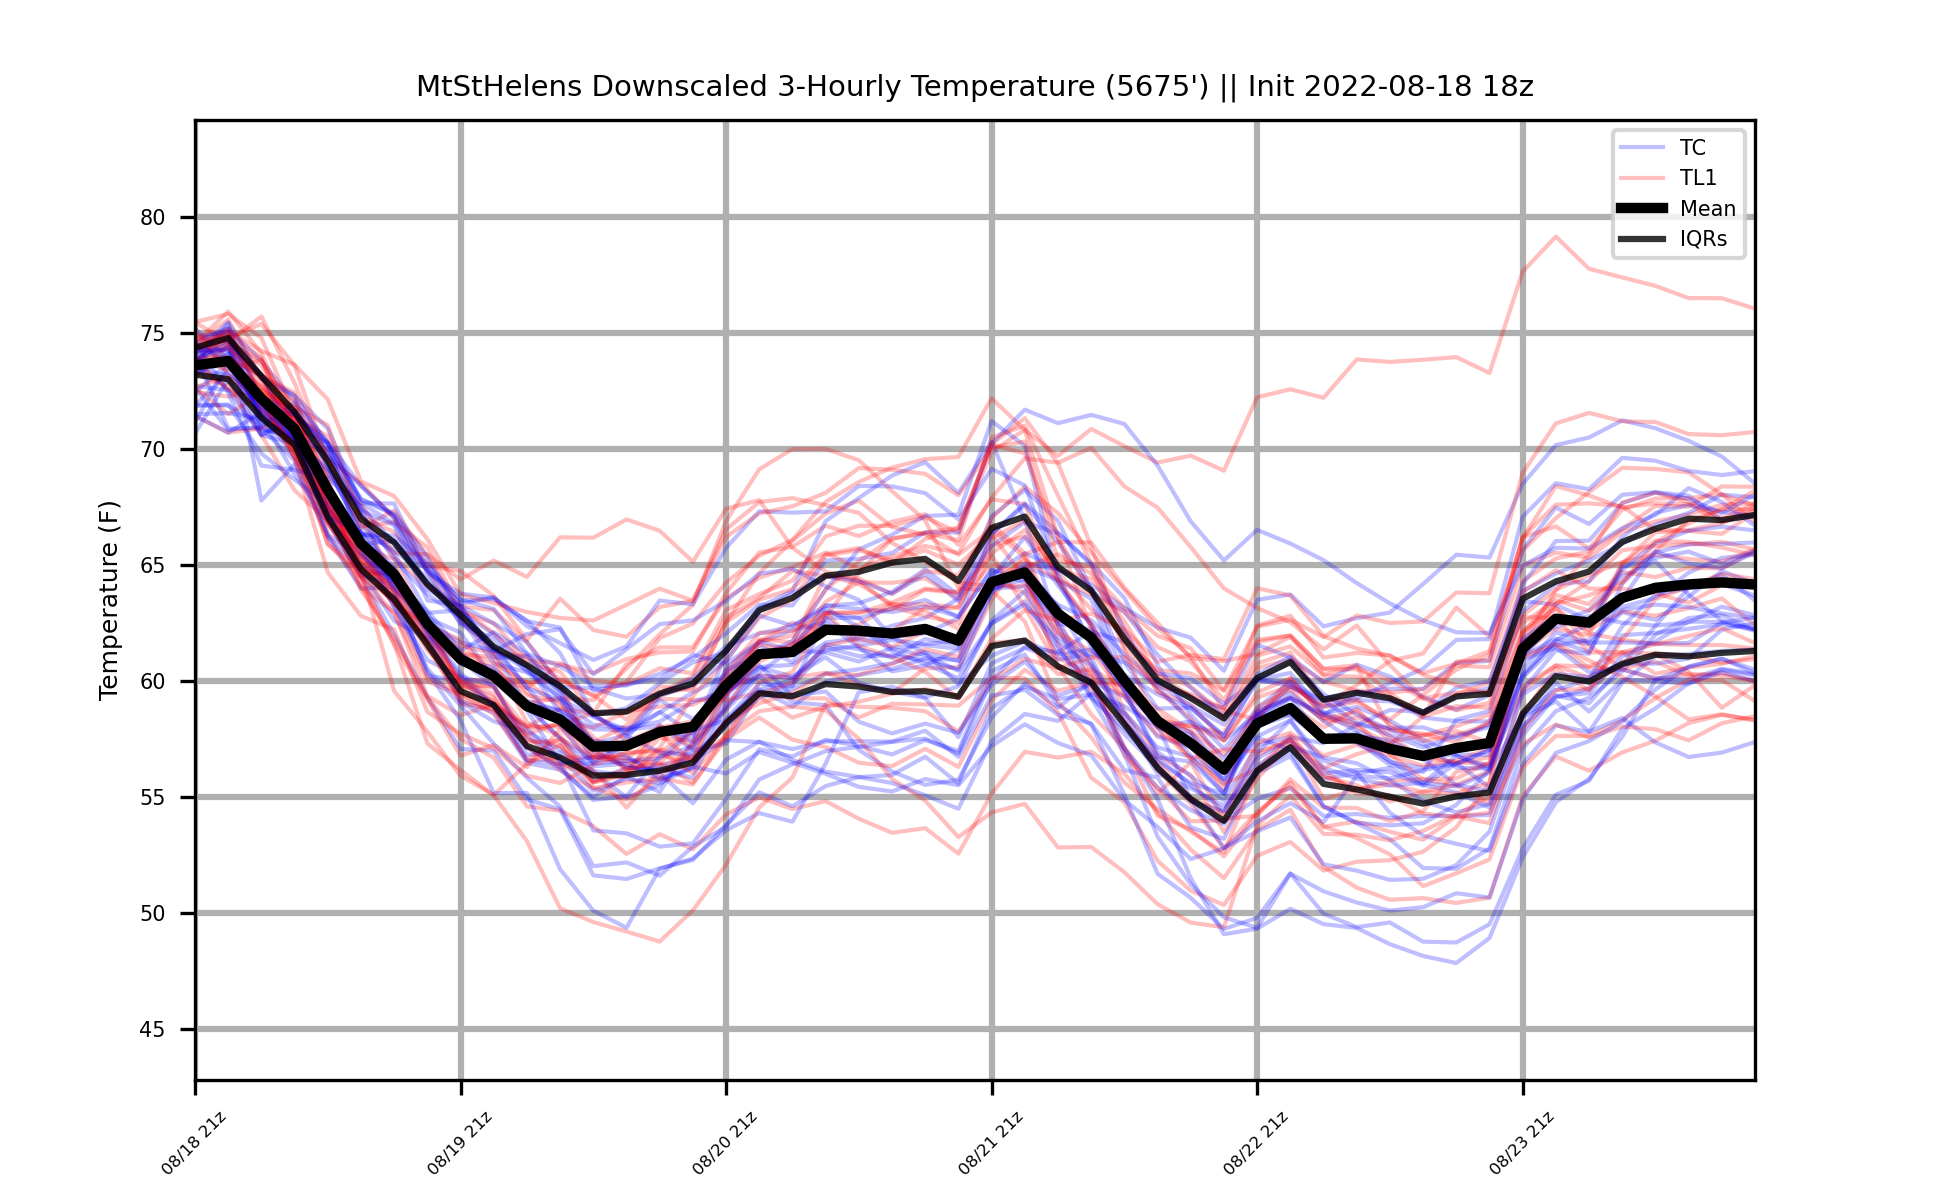 MtStHelens Downscaled 3-Hourly Temperature (5675') || Init 2022-08-18 18z
TC
TL1
Mean
IQRs
Temperature (F)
80
75
70
65
60
55
50
45
08/18 21z
08/19 21z
08/20 21z
08/21 21z
08/22 21z
08/23 21z